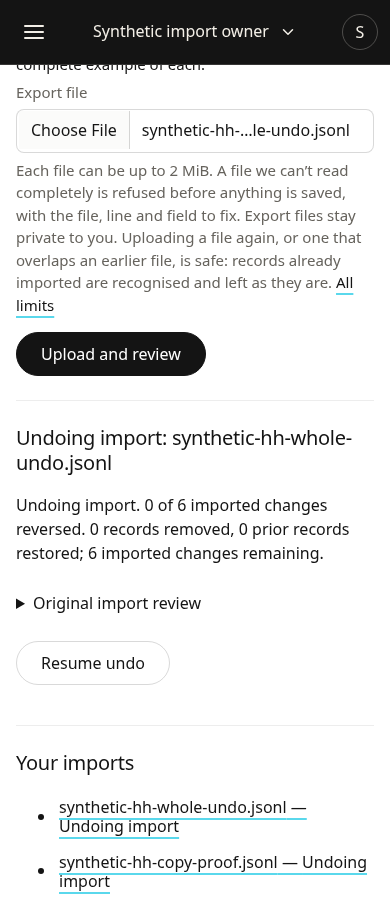 Synthetic import owner
S
complete example of each.
Export file
Choose File synthetic-hh-...le-undo.jsonl
Each file can be up to 2 MiB. A file we can’t read
completely is refused before anything is saved,
with the file, line and field to fix. Export files stay
private to you. Uploading a file again, or one that
overlaps an earlier file, is safe: records already
imported are recognised and left as they are. All
limits
Upload and review
Undoing import: synthetic-hh-whole-
undo.jsonl
Undoing import. 0 of 6 imported changes
reversed. 0 records removed, 0 prior records
restored; 6 imported changes remaining.
Original import review
Resume undo
Your imports
synthetic-hh-whole-undo.jsonl —
Undoing import
synthetic-hh-copy-proof.jsonl — Undoing
import